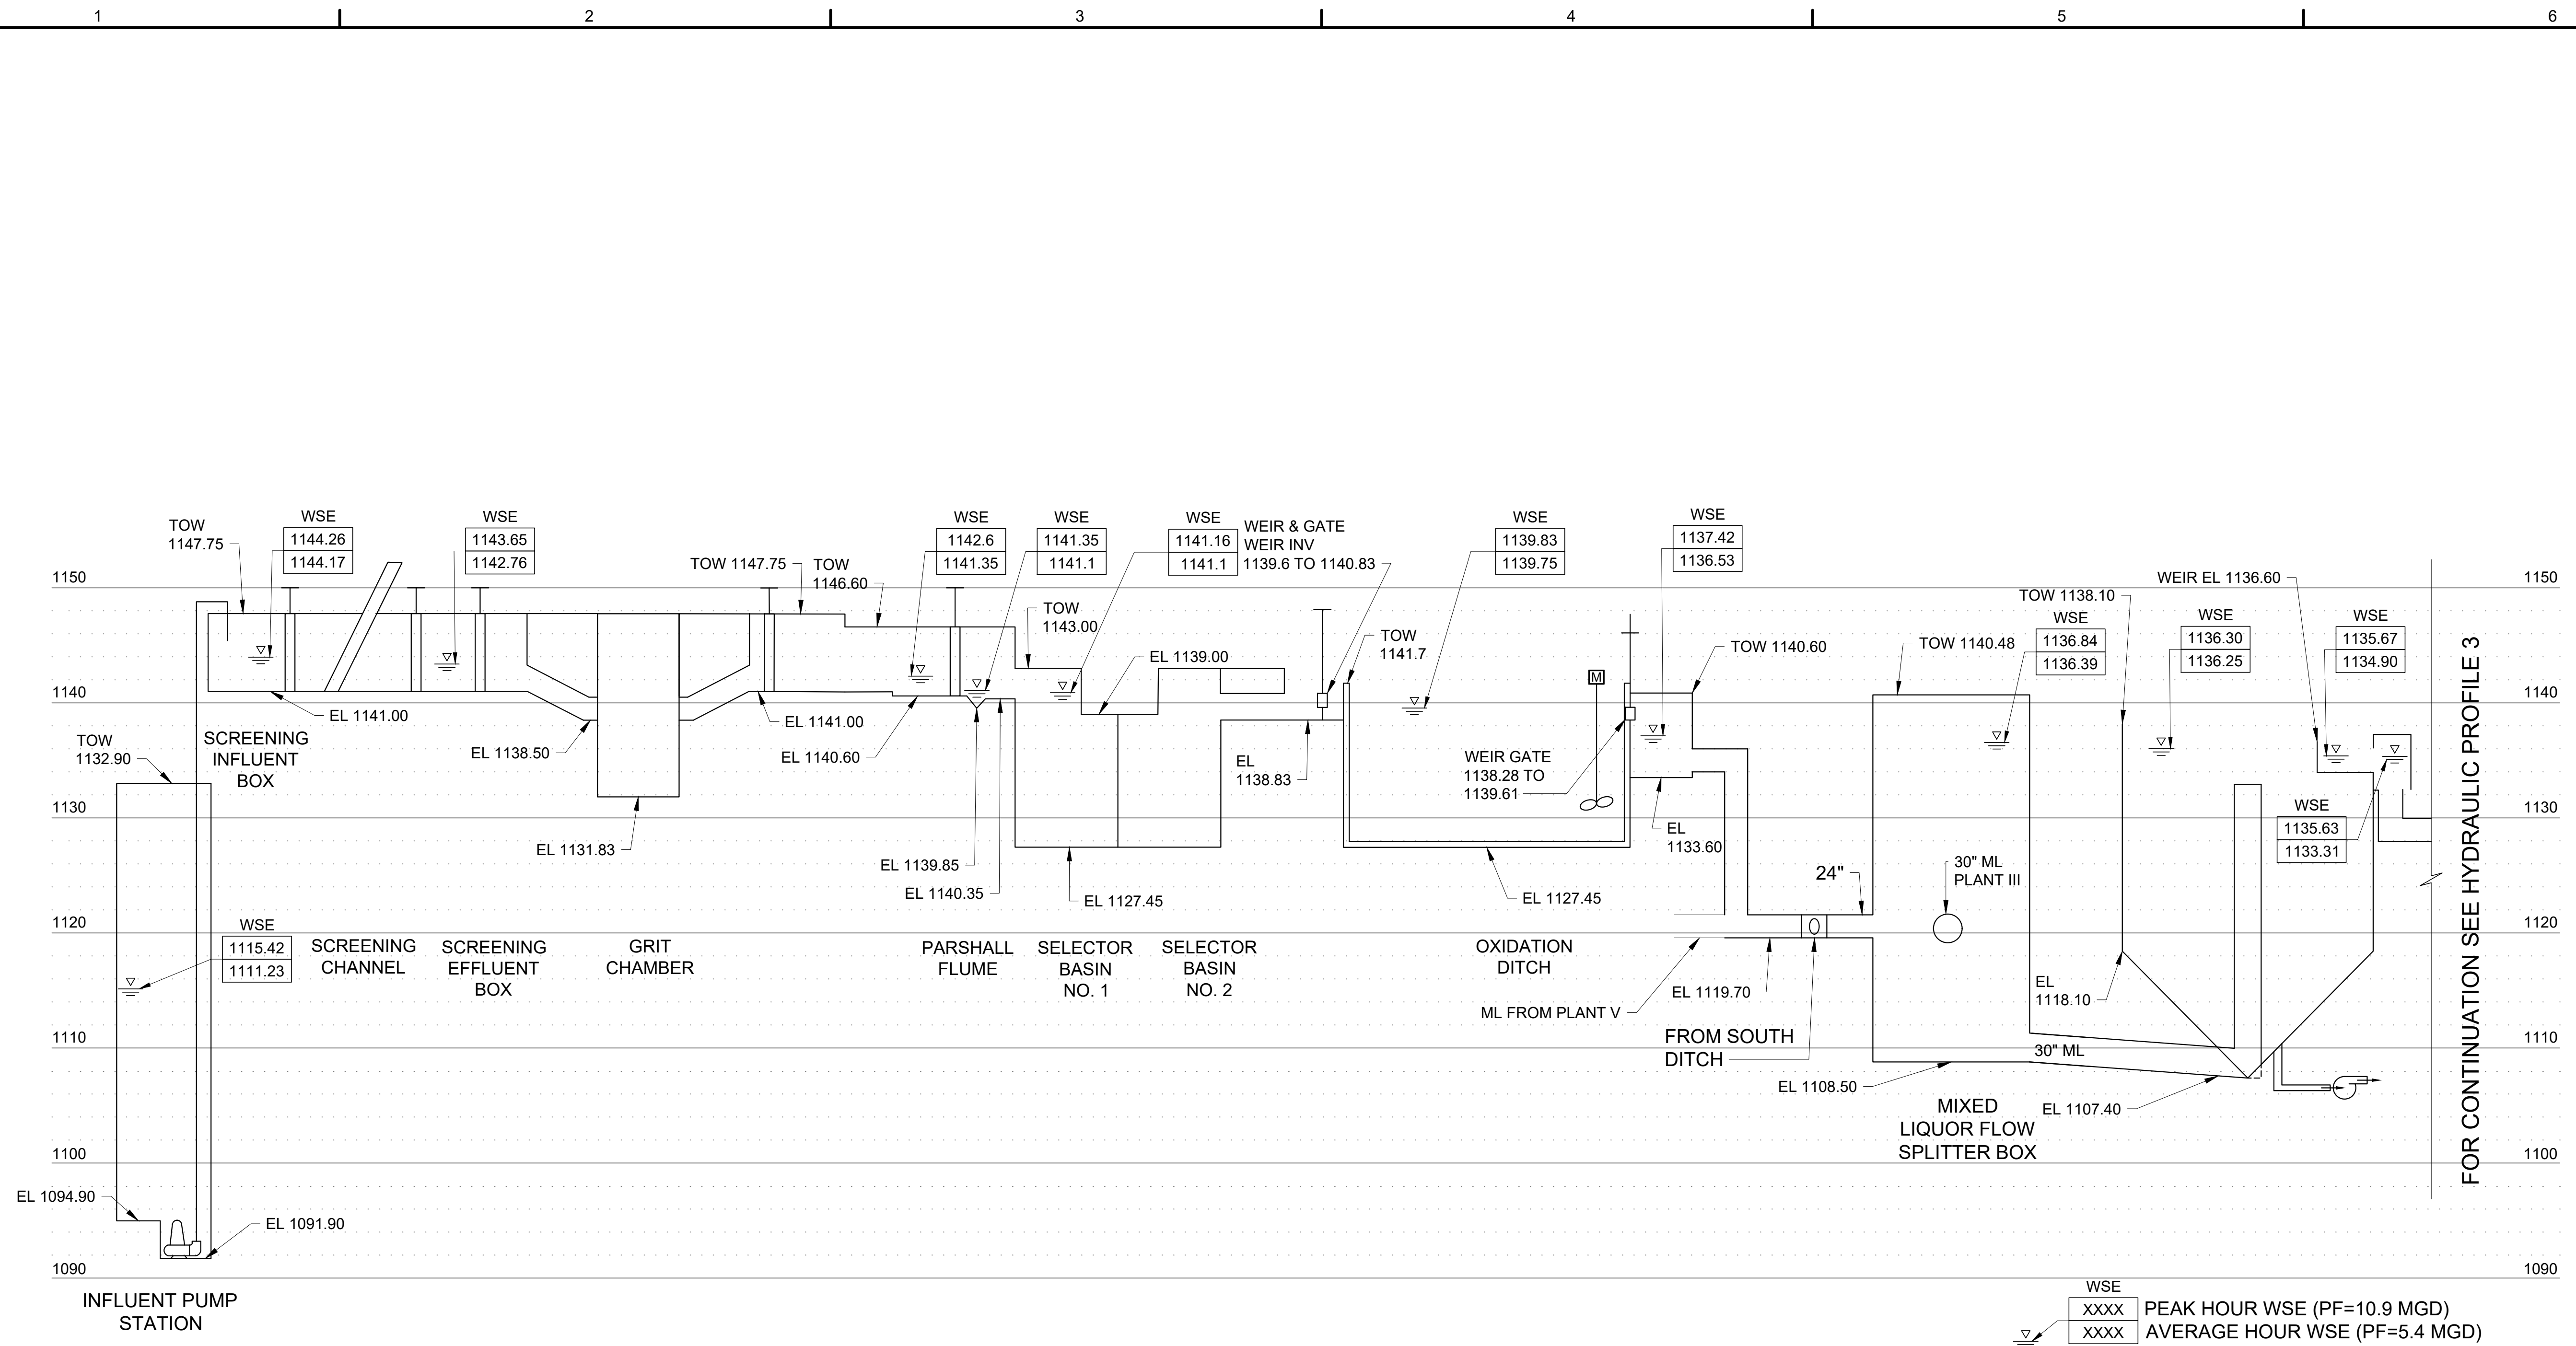 1
2
3
4
5
6
TOW
1147.75
WSE
1144.26
1144.17
WSE
1143.65
1142.76
TOW 1147.75
TOW
1146.60
WSE
1142.6
1141.35
WSE
1141.35
1141.1
WSE
1141.16
1141.1
WEIR & GATE
WEIR INV
1139.6 TO 1140.83
WSE
1139.83
1139.75
WSE
1137.42
1136.53
1150
1150
WEIR EL 1136.60
TOW 1138.10
TOW
1143.00
TOW
1141.7
EL 1139.00
TOW 1140.60
TOW 1140.48
WSE
1136.84
1136.39
WSE
1136.30
1136.25
WSE
1135.67
1134.90
M
1140
1140
EL 1141.00
EL 1141.00
SCREENING
INFLUENT
BOX
TOW
1132.90
EL 1138.50
EL 1140.60
EL
1138.83
WEIR GATE
1138.28 TO
1139.61
1130
1130
EL
1133.60
WSE
1135.63
1133.31
EL 1131.83
EL 1139.85
EL 1140.35
EL 1127.45
EL 1127.45
24"
30" ML
PLANT III
1120
1120
WSE
1115.42
1111.23
SCREENING
CHANNEL
SCREENING
EFFLUENT
BOX
GRIT
CHAMBER
PARSHALL
FLUME
SELECTOR
BASIN
NO. 1
SELECTOR
BASIN
NO. 2
OXIDATION
DITCH
EL 1119.70
ML FROM PLANT V
FROM SOUTH
DITCH
EL
1118.10
1110
1110
30" ML
EL 1108.50
EL 1107.40
MIXED
LIQUOR FLOW
SPLITTER BOX
FOR CONTINUATION SEE HYDRAULIC PROFILE 3
1100
1100
EL 1094.90
EL 1091.90
1090
1090
INFLUENT PUMP
STATION
WSE
XXXX PEAK HOUR WSE (PF=10.9 MGD)
XXXX AVERAGE HOUR WSE (PF=5.4 MGD)